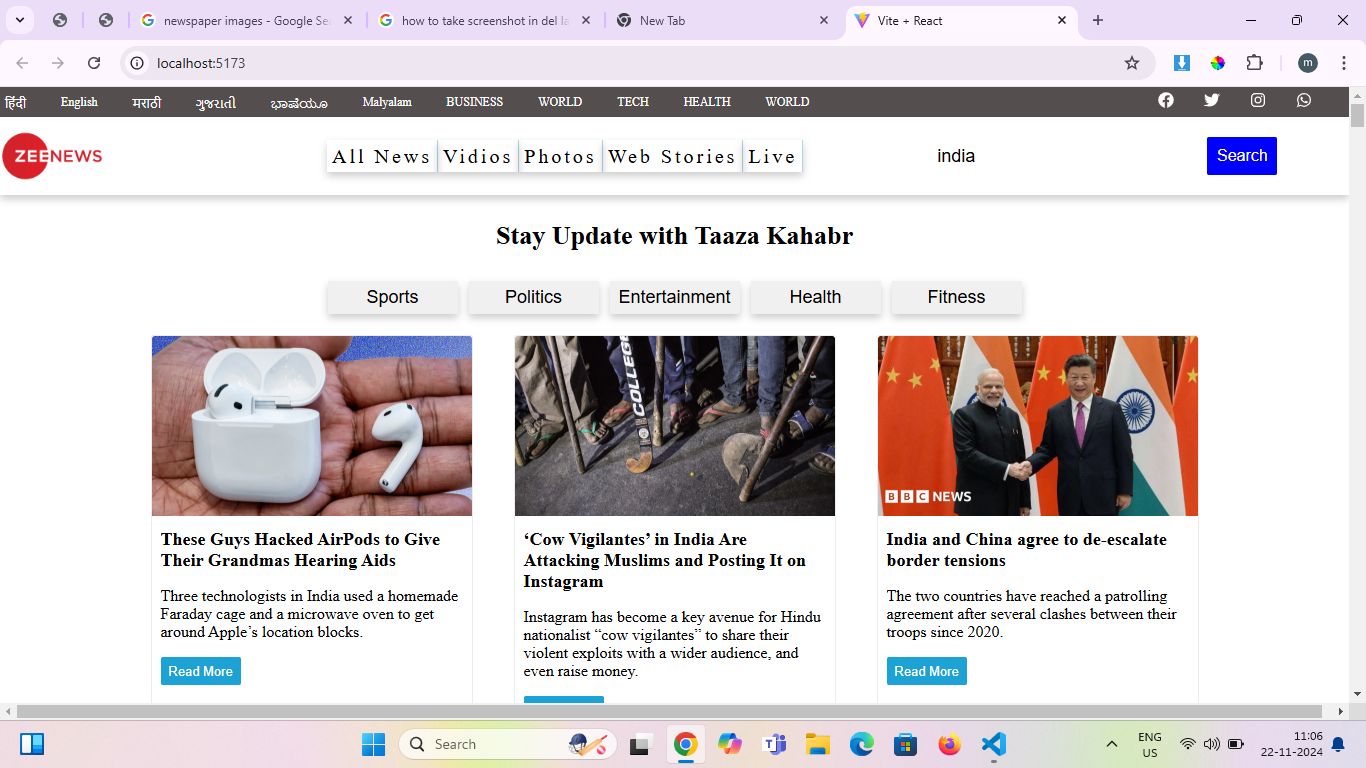 newspaper images - Google Se
how to take screenshot in del la
New Tab
Vite + React
localhost:5173
m
हिंदी English मराठी ગુજરાતી ಭಾಷೆಯೂ Malyalam BUSINESS WORLD TECH HEALTH WORLD
ZEENEWS
All News Vidios Photos Web Stories Live
india
Search
Stay Update with Taaza Kahabr
Sports Politics Entertainment Health Fitness
COLLEGE
BBC NEWS
These Guys Hacked AirPods to Give
Their Grandmas Hearing Aids
Three technologists in India used a homemade
Faraday cage and a microwave oven to get
around Apple’s location blocks.
Read More
‘Cow Vigilantes’ in India Are
Attacking Muslims and Posting It on
Instagram
Instagram has become a key avenue for Hindu
nationalist “cow vigilantes” to share their
violent exploits with a wider audience, and
even raise money.
India and China agree to de-escalate
border tensions
The two countries have reached a patrolling
agreement after several clashes between their
troops since 2020.
Read More
Search
ENG
US
11:06
22-11-2024